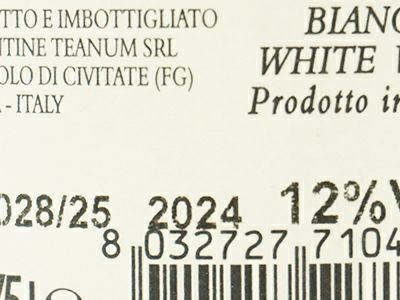 TTO E IMBOTTIGLIATO
NTINE TEANUM SRL
OLO DI CIVITATE (FG)
- ITALY
BIANC
WHITE
Prodotto in
028/25 2024 12%
8 032727 7104